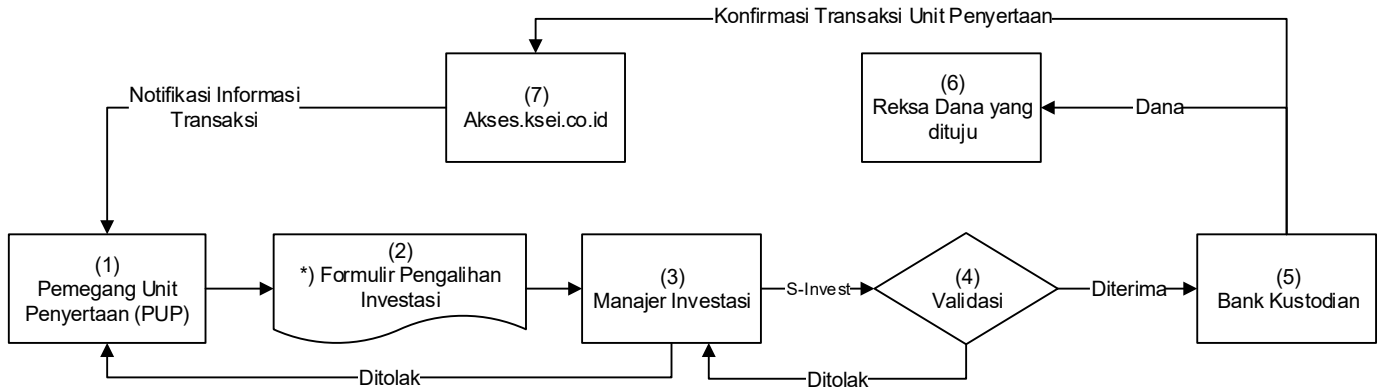 Konfirmasi Transaksi Unit Penyertaan
(7)
Akses.ksei.co.id
(6)
Reksa Dana yang
dituju
Notifikasi Informasi
Transaksi
Dana
(1)
Pemegang Unit
Penyertaan (PUP)
(2)
*) Formulir Pengalihan
Investasi
(3)
Manajer Investasi
S-Invest
(4)
Validasi
Diterima
(5)
Bank Kustodian
Ditolak
Ditolak